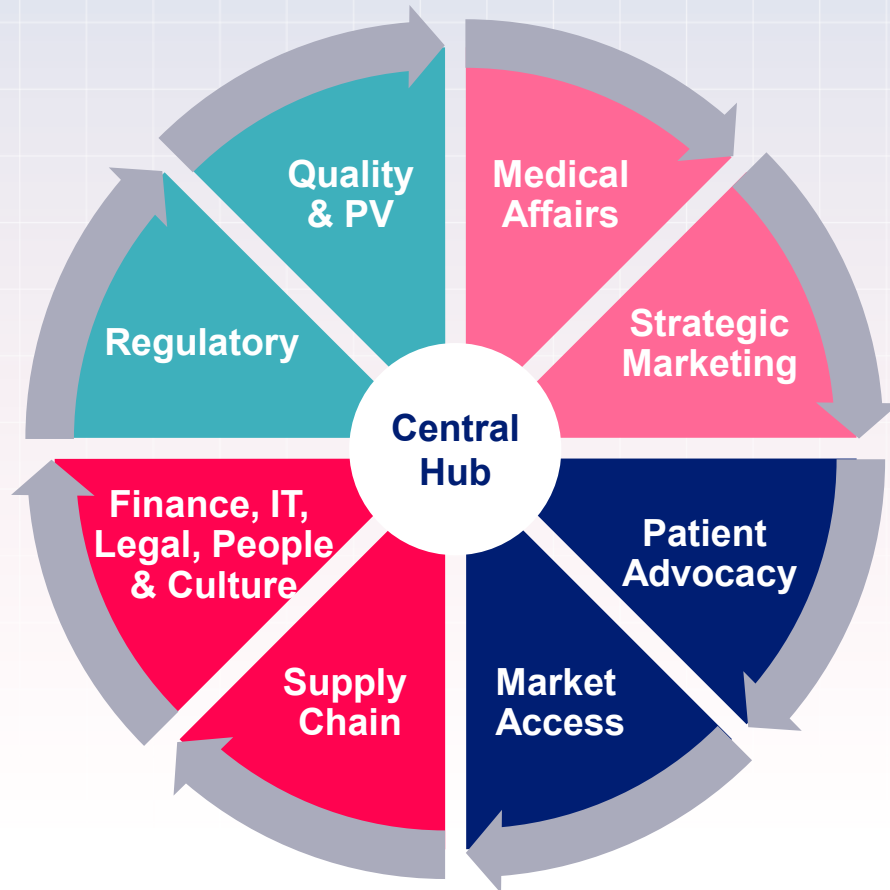 Quality
& PV
Medical
Affairs
Strategic
Marketing
Regulatory
Central
Hub
Finance, IT,
Legal, People
& Culture
Patient
Advocacy
Supply
Chain
Market
Access